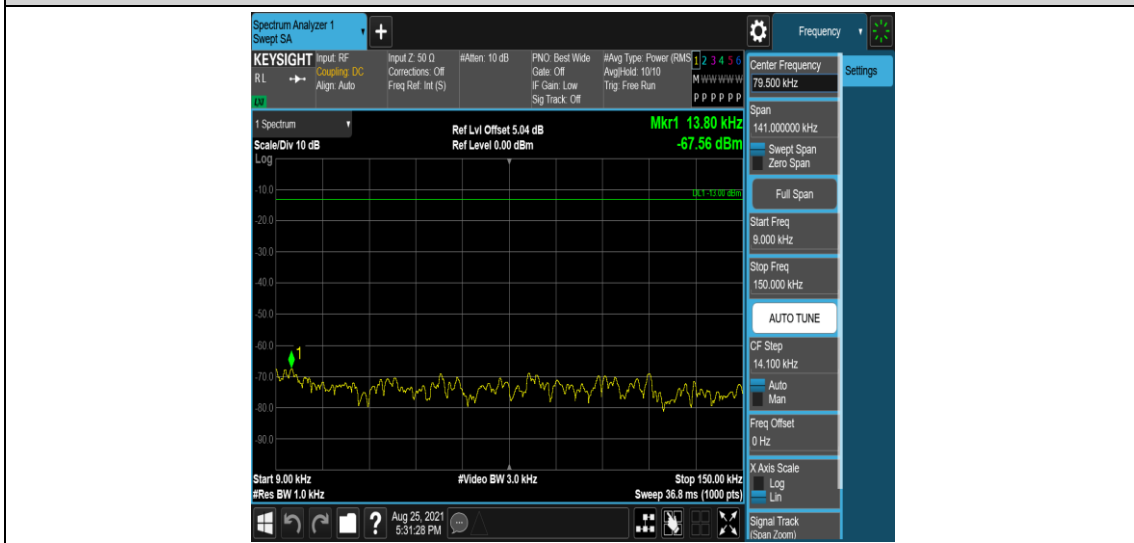 Spectrum Analyzer 1
Swept SA
+
Frequency
KEYSIGHT
RL
LXI
Input: RF
Coupling: DC
Align: Auto
Input Z: 50 Ω
Corrections: Off
Freq Ref: Int (S)
#Atten: 10 dB
PNO: Best Wide
Gate: Off
IF Gain: Low
Sig Track: Off
#Avg Type: Power (RMS
Avg|Hold: 10/10
Trig: Free Run
1 2 3 4 5 6
M W W W W W
P P P P P P
Center Frequency
79.500 kHz
Settings
Span
141.000000 kHz
Swept Span
Zero Span
Full Span
Start Freq
9.000 kHz
Stop Freq
150.000 kHz
AUTO TUNE
CF Step
14.100 kHz
Auto
Man
Freq Offset
0 Hz
X Axis Scale
Log
Lin
Signal Track
(Span Zoom)
1 Spectrum
Scale/Div 10 dB
Ref Lvl Offset 5.04 dB
Ref Level 0.00 dBm
Mkr1 13.80 kHz
-67.56 dBm
Log
DL1 -13.00 dBm
-10.0
-20.0
-30.0
-40.0
-50.0
-60.0
1
-70.0
-80.0
-90.0
Start 9.00 kHz
#Res BW 1.0 kHz
#Video BW 3.0 kHz
Stop 150.00 kHz
Sweep 36.8 ms (1000 pts)
?
Aug 25, 2021
5:31:28 PM